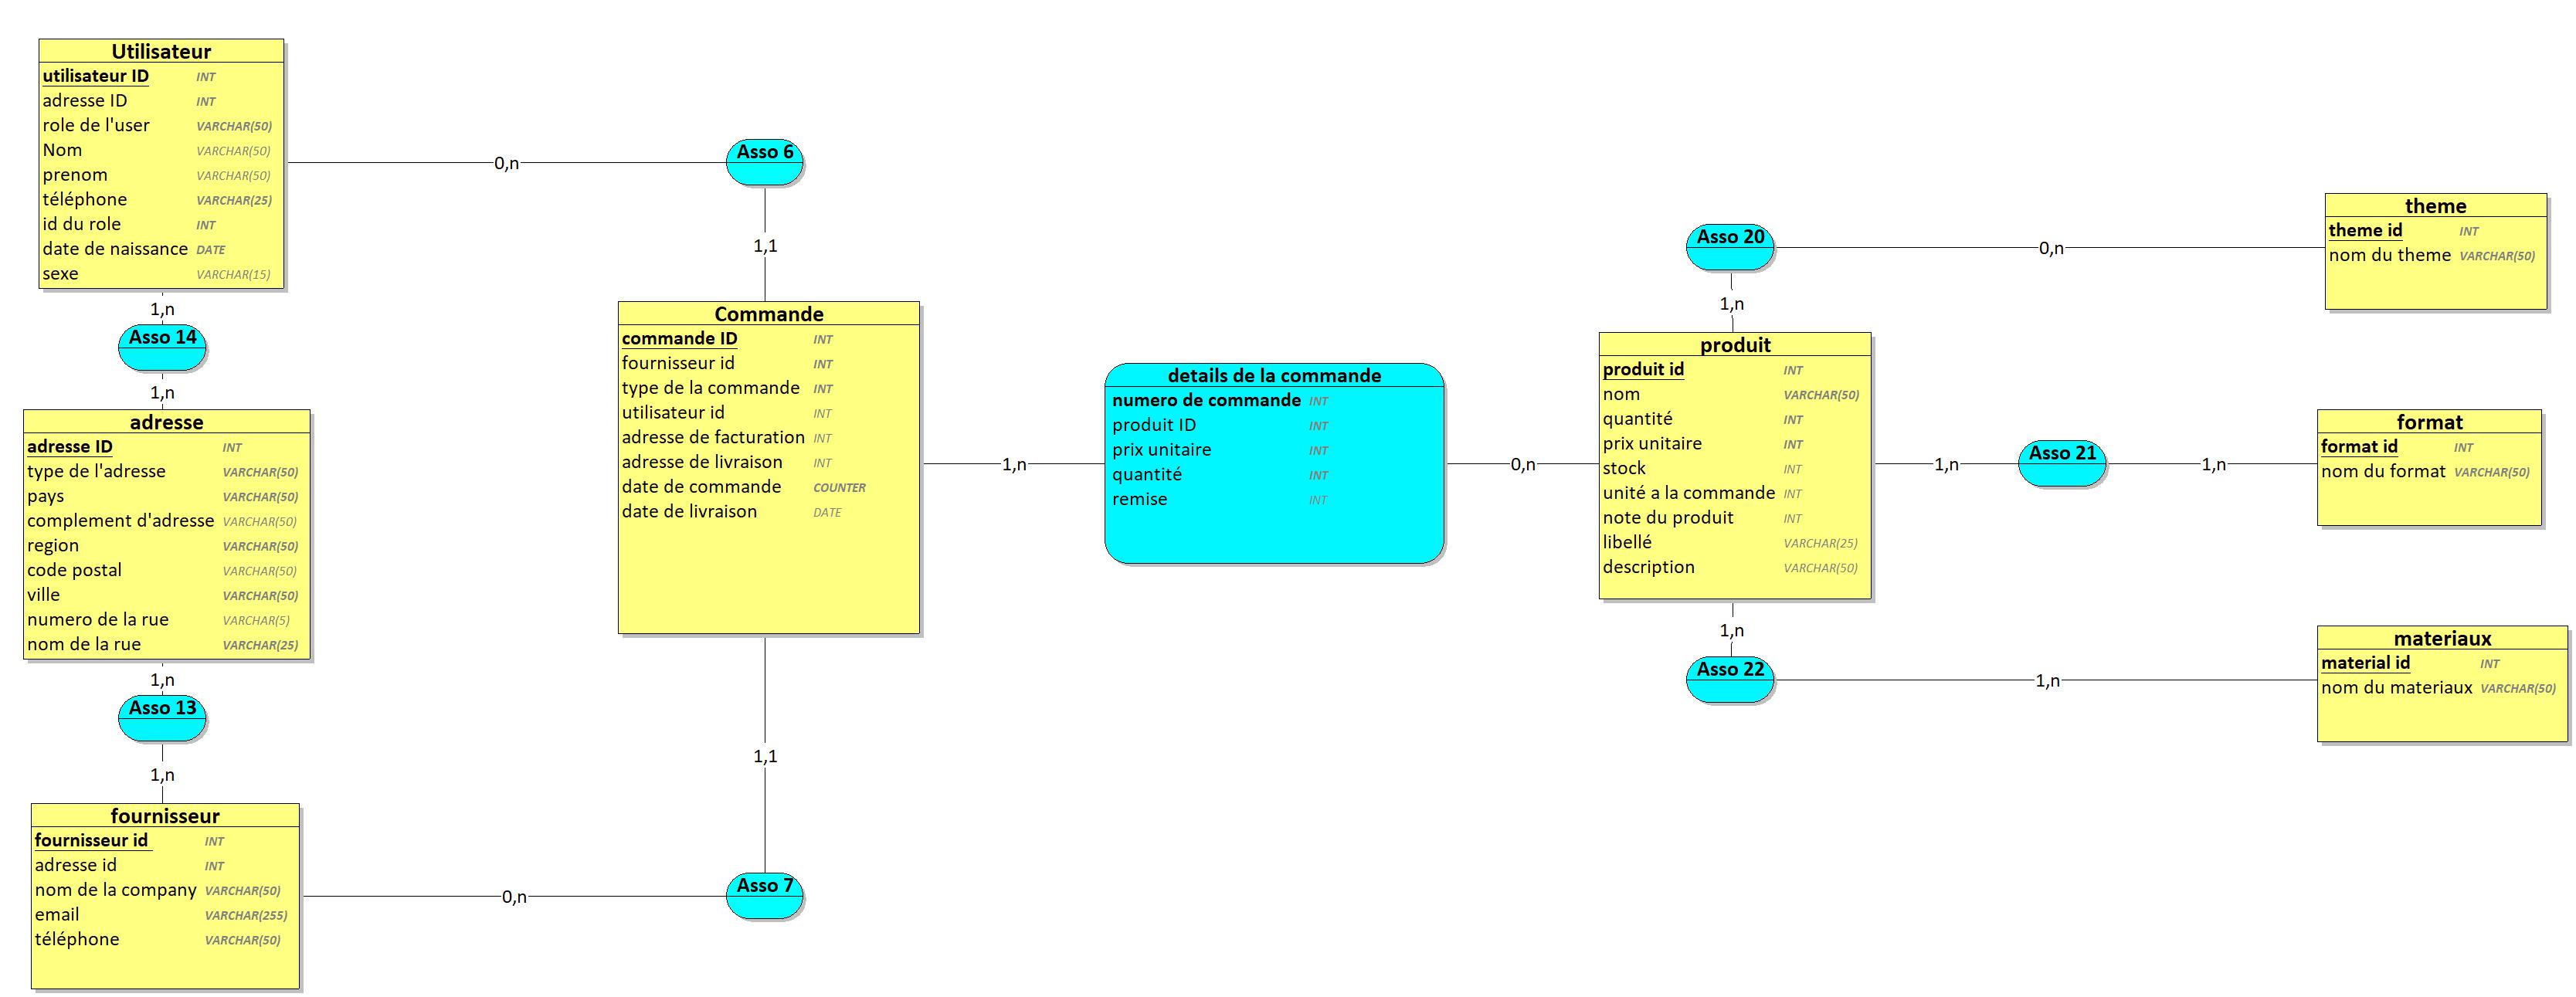 Utilisateur
utilisateur ID INT
adresse ID INT
role de l'user VARCHAR(50)
Nom VARCHAR(50)
prenom VARCHAR(50)
téléphone VARCHAR(25)
id du role INT
date de naissance DATE
sexe VARCHAR(15)
1,n
Asso 14
1,n
adresse
adresse ID INT
type de l'adresse VARCHAR(50)
pays VARCHAR(50)
complement d'adresse VARCHAR(50)
region VARCHAR(50)
code postal VARCHAR(50)
ville VARCHAR(50)
numero de la rue VARCHAR(5)
nom de la rue VARCHAR(25)
1,n
Asso 13
1,n
fournisseur
fournisseur id INT
adresse id INT
nom de la company VARCHAR(50)
email VARCHAR(255)
téléphone VARCHAR(50)
0,n
Asso 6
1,1
Commande
commande ID INT
fournisseur id INT
type de la commande INT
utilisateur id INT
adresse de facturation INT
adresse de livraison INT
date de commande COUNTER
date de livraison DATE
1,1
0,n
Asso 7
1,n
details de la commande
numero de commande INT
produit ID INT
prix unitaire INT
quantité INT
remise INT
0,n
Asso 20
0,n
1,n
produit
produit id INT
nom VARCHAR(50)
quantité INT
prix unitaire INT
stock INT
unité a la commande INT
note du produit INT
libellé VARCHAR(25)
description VARCHAR(50)
1,n
Asso 21
1,n
1,n
Asso 22
1,n
theme
theme id INT
nom du theme VARCHAR(50)
format
format id INT
nom du format VARCHAR(50)
materiaux
material id INT
nom du materiaux VARCHAR(50)